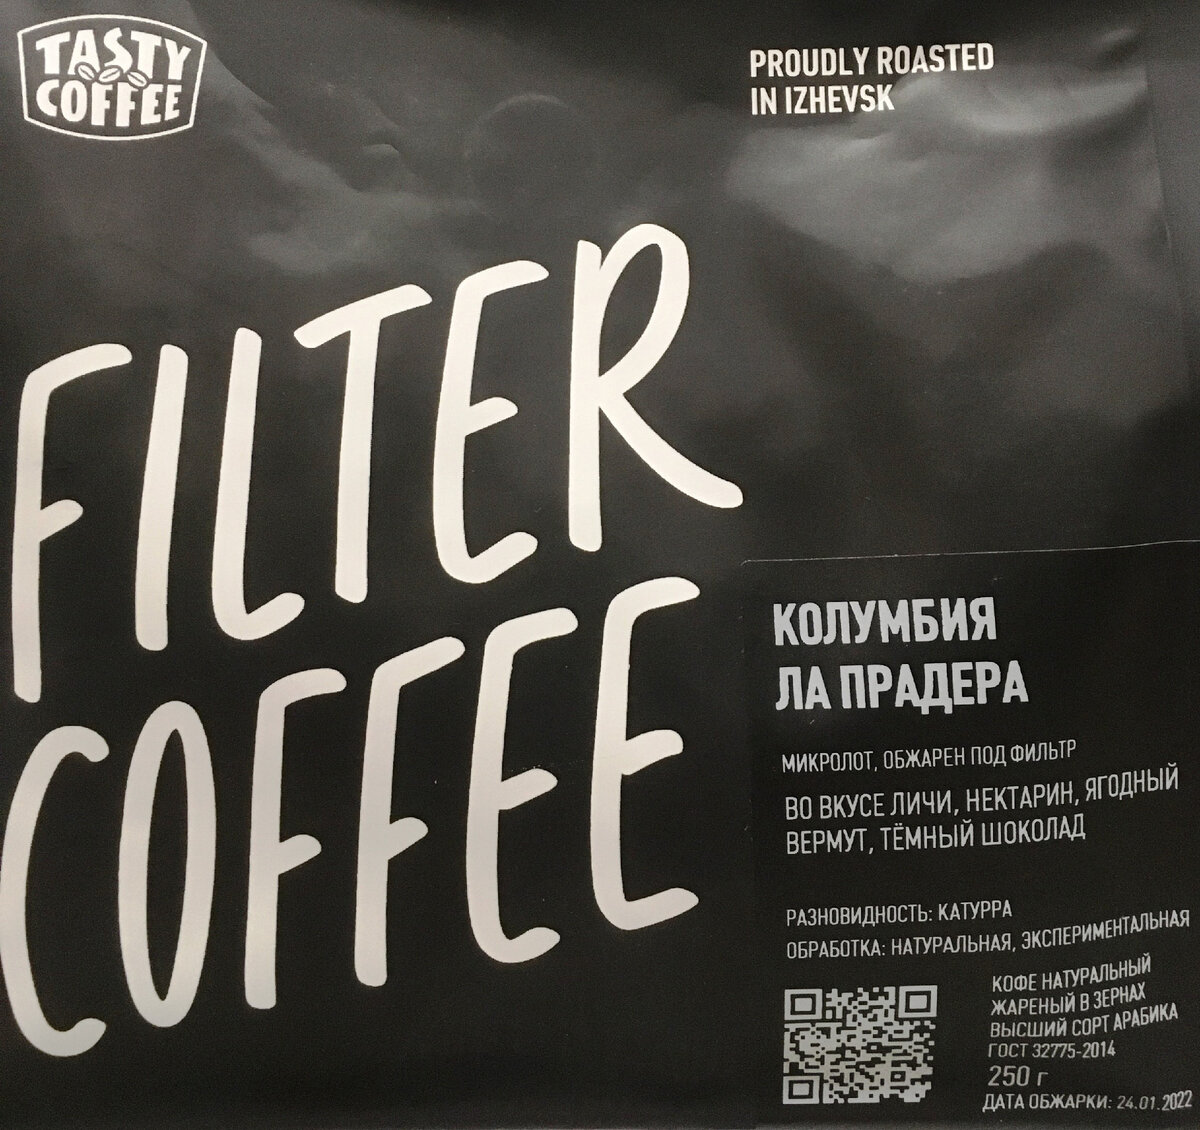 TASTY
COFFEE
PROUDLY ROASTED
IN IZHEVSK
FILTER
COFFEE
КОЛУМБИЯ
ЛА ПРАДЕРА
МИКРОЛОТ, ОБЖАРЕН ПОД ФИЛЬТР
ВО ВКУСЕ ЛИЧИ, НЕКТАРИН, ЯГОДНЫЙ
ВЕРМУТ, ТЁМНЫЙ ШОКОЛАД
РАЗНОВИДНОСТЬ: КАТУРРА
ОБРАБОТКА: НАТУРАЛЬНАЯ, ЭКСПЕРИМЕНТАЛЬНАЯ
КОФЕ НАТУРАЛЬНЫЙ
ЖАРЕНЫЙ В ЗЕРНАХ
ВЫСШИЙ СОРТ АРАБИКА
ГОСТ 32775-2014
250 г
ДАТА ОБЖАРКИ: 24.01.2022